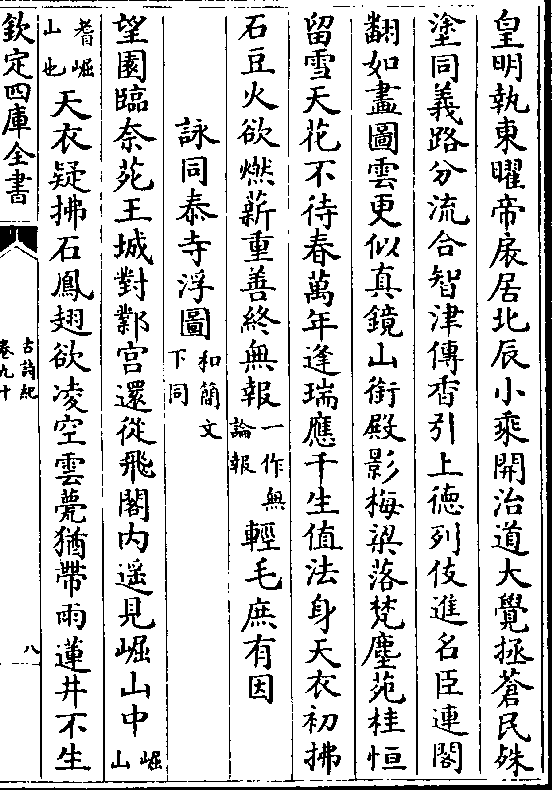 皇明執東曜帝扆居北辰小乘開治道大覺拯蒼民殊
塗同義路分流合智津傳香引上德列伎進名臣連閣
翻如畫圖雲更似真鏡山銜殿影梅梁落梵塵苑桂恒
留雪天花不待春萬年逢瑞應千生值法身天衣初拂
石豆火欲燃薪重善終無報一作無論報輕毛庶有因
詠同泰寺浮圖和簡文下同
望園臨奈苑王城對鄴宮還從飛閣内遥見崛山中崛山
耆崛山也天衣疑拂石鳳翅欲凌空雲甍猶帶雨蓮井不生
欽定四庫全書
古詩紀
卷九十
八